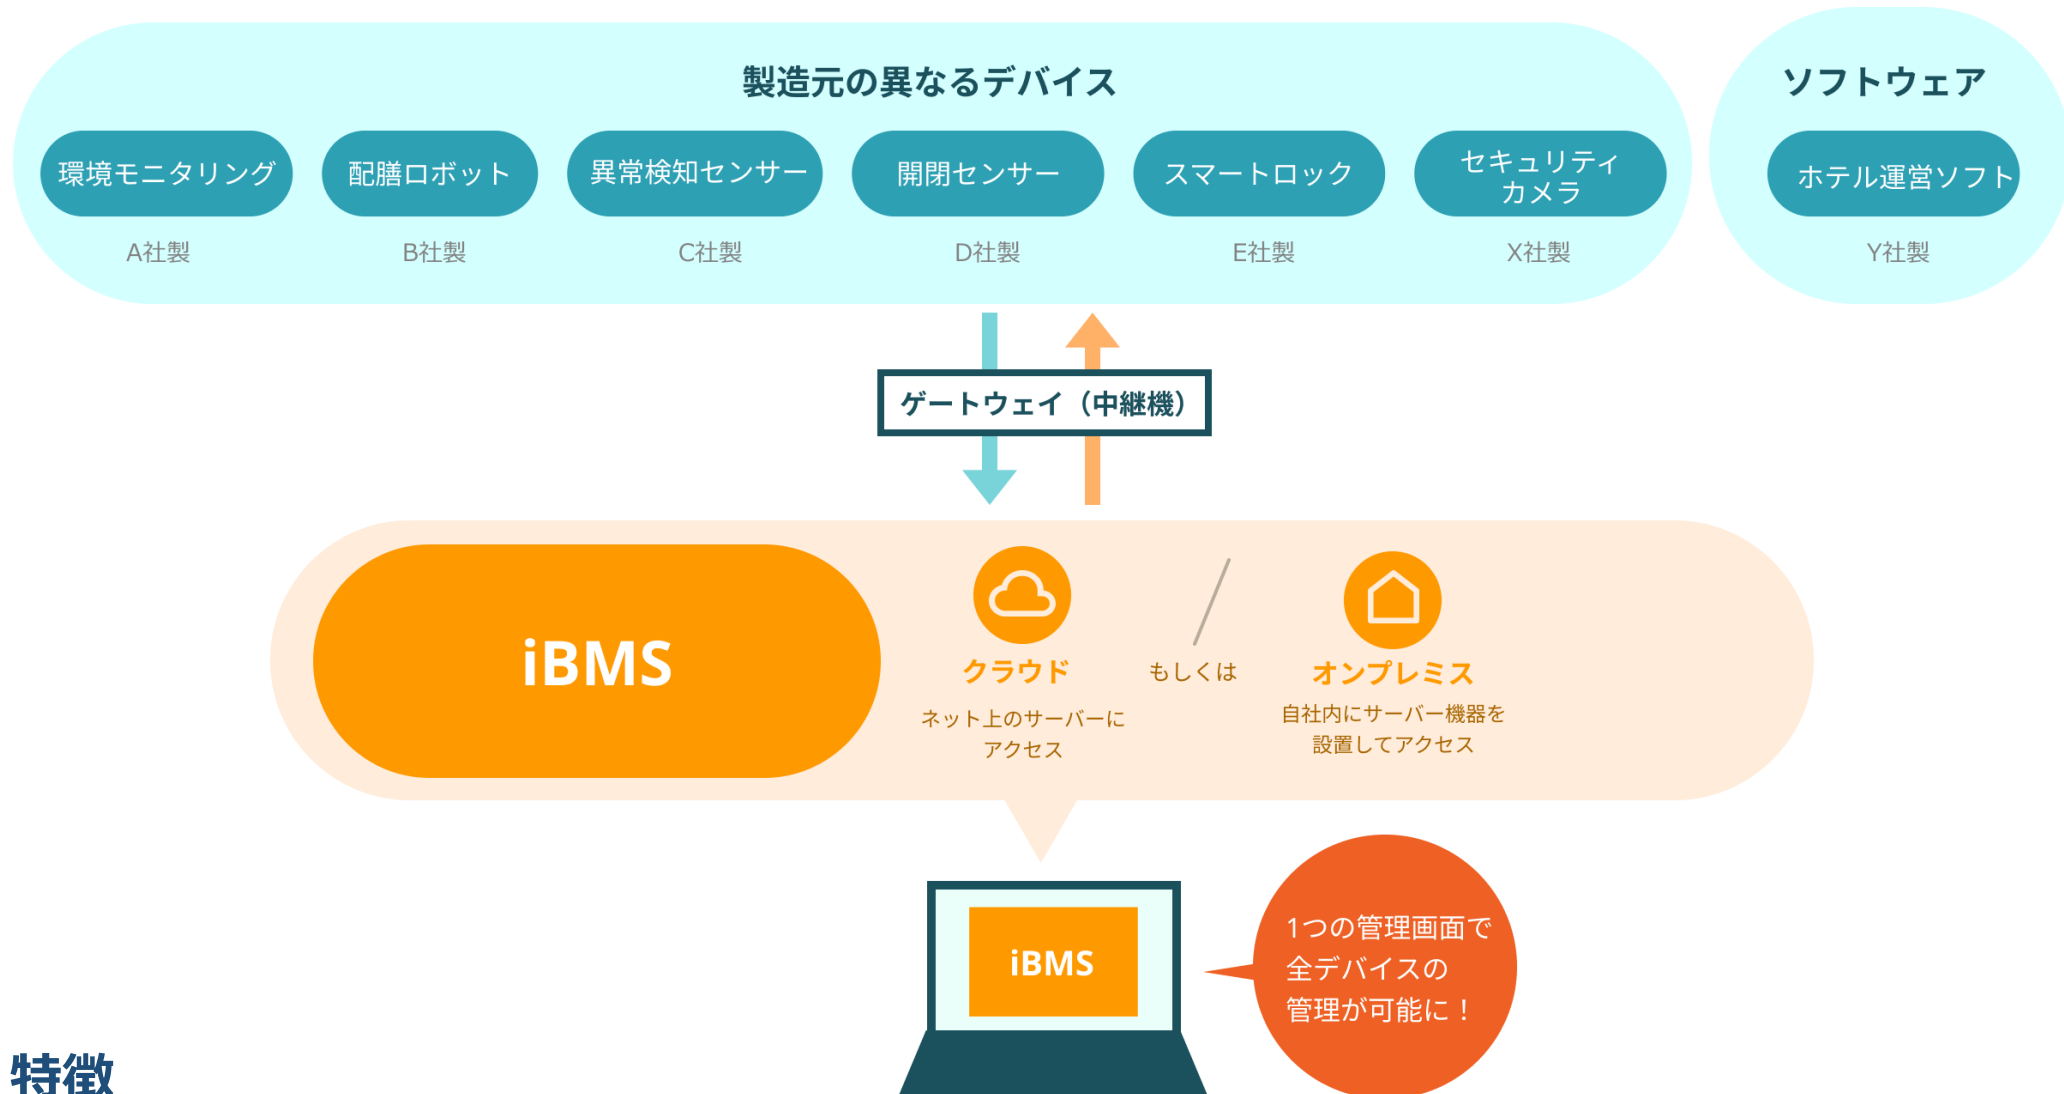 製造元の異なるデバイス
ソフトウェア
環境モニタリング
配膳ロボット
異常検知センサー
開閉センサー
スマートロック
セキュリティ
カメラ
ホテル運営ソフト
A社製
B社製
C社製
D社製
E社製
X社製
Y社製
ゲートウェイ（中継機）
iBMS
クラウド
ネット上のサーバーに
アクセス
もしくは
オンプレミス
自社内にサーバー機器を
設置してアクセス
iBMS
1つの管理画面で
全デバイスの
管理が可能に！
特徴